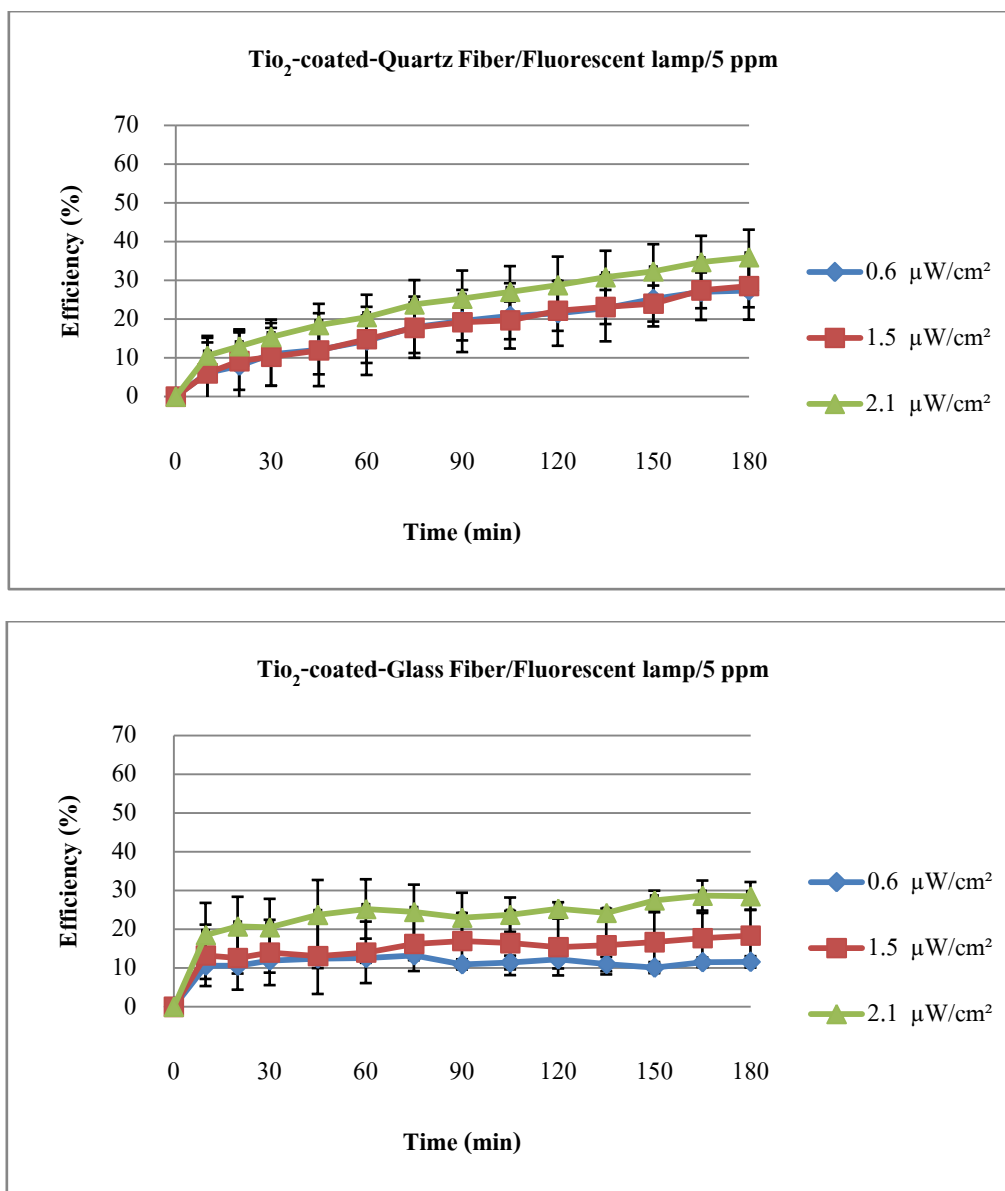 Tio₂-coated-Quartz Fiber/Fluorescent lamp/5 ppm
70
60
50
40
30
20
10
0
Efficiency (%)
0 30 60 90 120 150 180
Time (min)
0.6 µW/cm²
1.5 µW/cm²
2.1 µW/cm²
Tio₂-coated-Glass Fiber/Fluorescent lamp/5 ppm
70
60
50
40
30
20
10
0
Efficiency (%)
0 30 60 90 120 150 180
Time (min)
0.6 µW/cm²
1.5 µW/cm²
2.1 µW/cm²